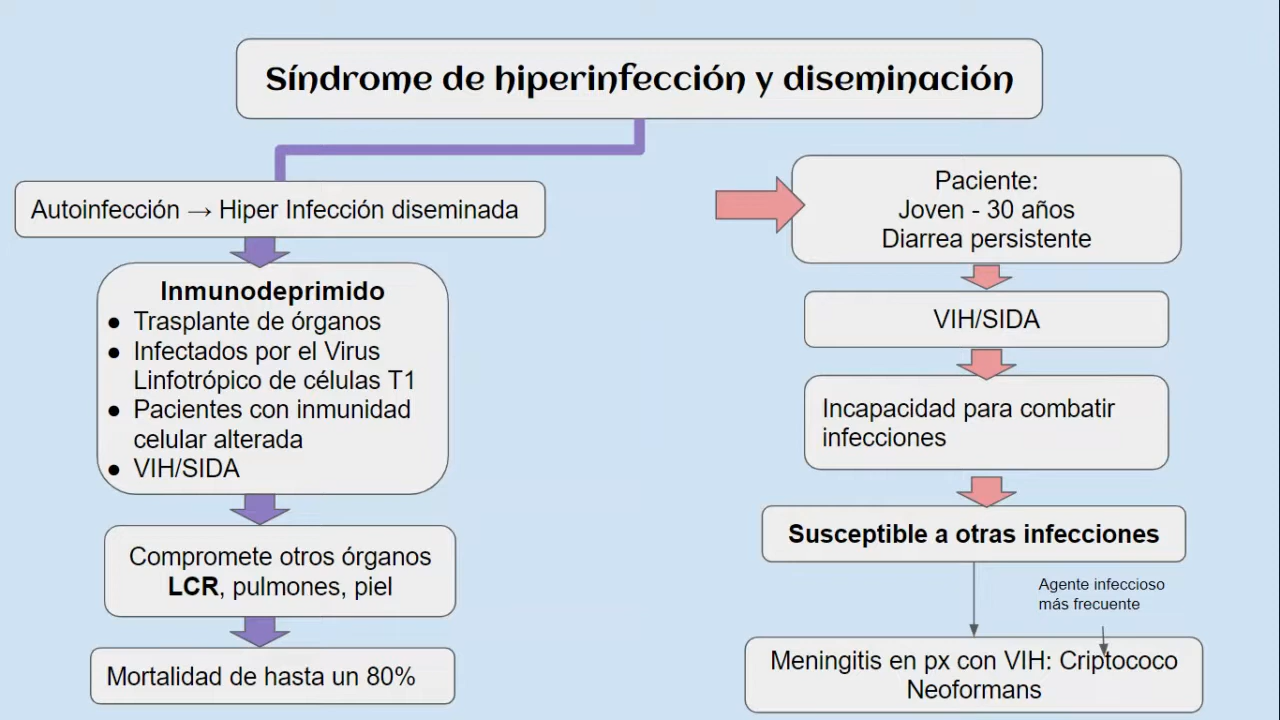 Síndrome de hiperinfección y diseminación
Autoinfección → Hiper Infección diseminada
Inmunodeprimido
● Trasplante de órganos
● Infectados por el Virus
Linfotrópico de células T1
● Pacientes con inmunidad
celular alterada
● VIH/SIDA
Compromete otros órganos
LCR, pulmones, piel
Mortalidad de hasta un 80%
Paciente:
Joven - 30 años
Diarrea persistente
VIH/SIDA
Incapacidad para combatir
infecciones
Susceptible a otras infecciones
Agente infeccioso
más frecuente
Meningitis en px con VIH: Criptococo
Neoformans